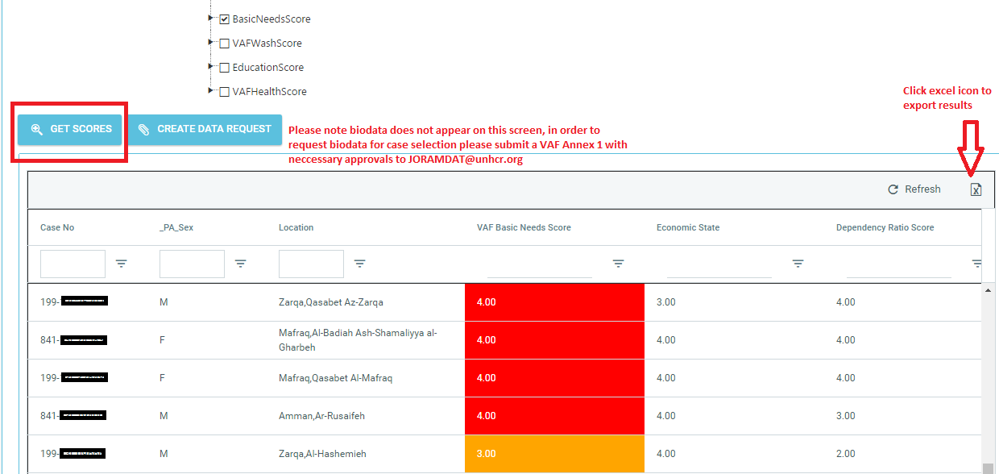 BasicNeedsScore
VAFWashScore
EducationScore
VAFHealthScore
Click excel icon to
export results
GET SCORES
CREATE DATA REQUEST
Please note biodata does not appear on this screen, in order to
request biodata for case selection please submit a VAF Annex 1 with
neccessary approvals to JORAMDAT@unhcr.org
Refresh
Case No _PA_Sex Location VAF Basic Needs Score Economic State Dependency Ratio Score
199- M Zarqa,Qasabet Az-Zarqa 4.00 3.00 4.00
841- F Mafraq,Al-Badiah Ash-Shamaliyya al-
Gharbeh 4.00 4.00 4.00
199- F Mafraq,Qasabet Al-Mafraq 4.00 4.00 4.00
841- M Amman,Ar-Rusaifeh 4.00 4.00 3.00
199- M Zarqa,Al-Hashemieh 3.00 4.00 2.00